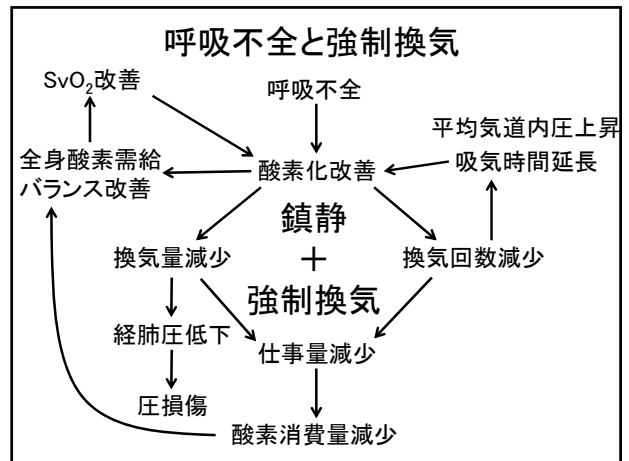 呼吸不全と強制換気
SvO₂改善
呼吸不全
平均気道内圧上昇
吸気時間延長
全身酸素需給
バランス改善
酸素化改善
鎮静
＋
強制換気
換気量減少
換気回数減少
経肺圧低下
仕事量減少
圧損傷
酸素消費量減少